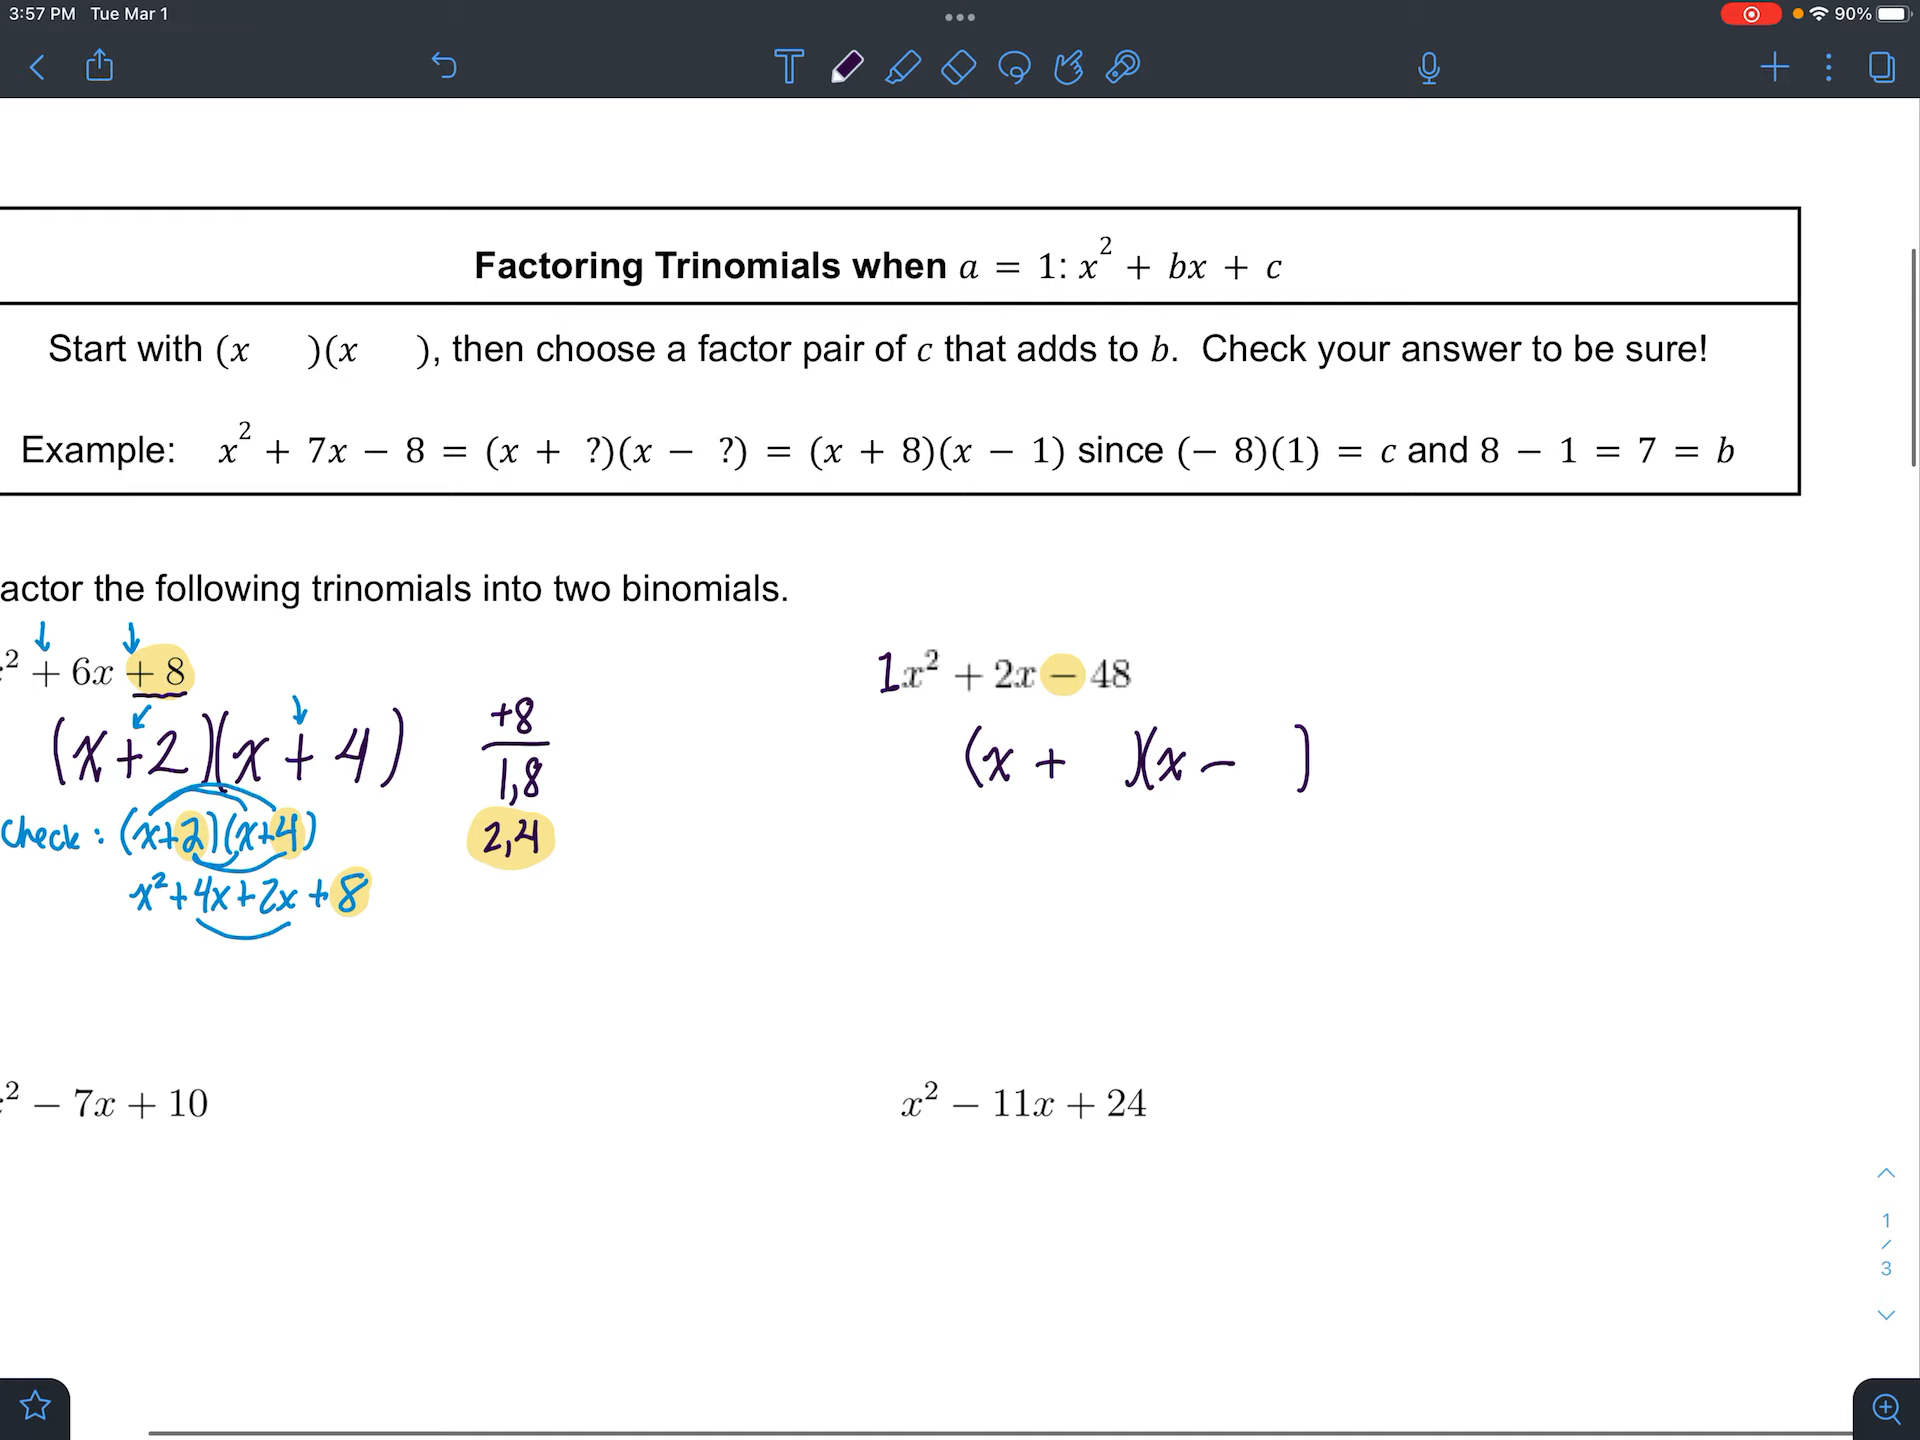 3:57 PM Tue Mar 1
90%
Factoring Trinomials when a = 1: x² + bx + c
Start with (x )(x ), then choose a factor pair of c that adds to b. Check your answer to be sure!
Example: x² + 7x − 8 = (x + ?)(x − ?) = (x + 8)(x − 1) since (− 8)(1) = c and 8 − 1 = 7 = b
actor the following trinomials into two binomials.
² + 6x + 8
(x+2)(x+4)
+8
1,8
2,4
Check: (x+2)(x+4)
x²+4x+2x+8
1x² + 2x − 48
(x + )(x − )
² − 7x + 10
x² − 11x + 24
1
/
3